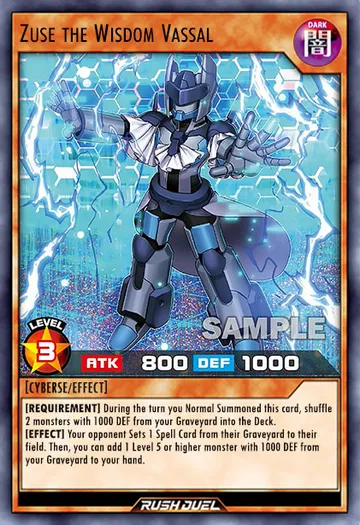 Zuse the Wisdom Vassal
DARK
闇
SAMPLE
LEVEL
3
ATK 800 DEF 1000
[CYBERSE/EFFECT]
[REQUIREMENT] During the turn you Normal Summoned this card, shuffle
2 monsters with 1000 DEF from your Graveyard into the Deck.
[EFFECT] Your opponent Sets 1 Spell Card from their Graveyard to their
field. Then, you can add 1 Level 5 or higher monster with 1000 DEF from
your Graveyard to your hand.
RUSH DUEL